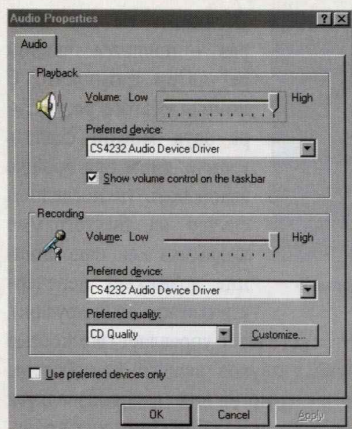 Audio Properties
Audio
Playback
Volume: Low High
Preferred device:
CS4232 Audio Device Driver
Show volume control on the taskbar
Recording
Volume: Low High
Preferred device:
CS4232 Audio Device Driver
Preferred quality:
CD Quality Customize...
Use preferred devices only
OK Cancel Apply